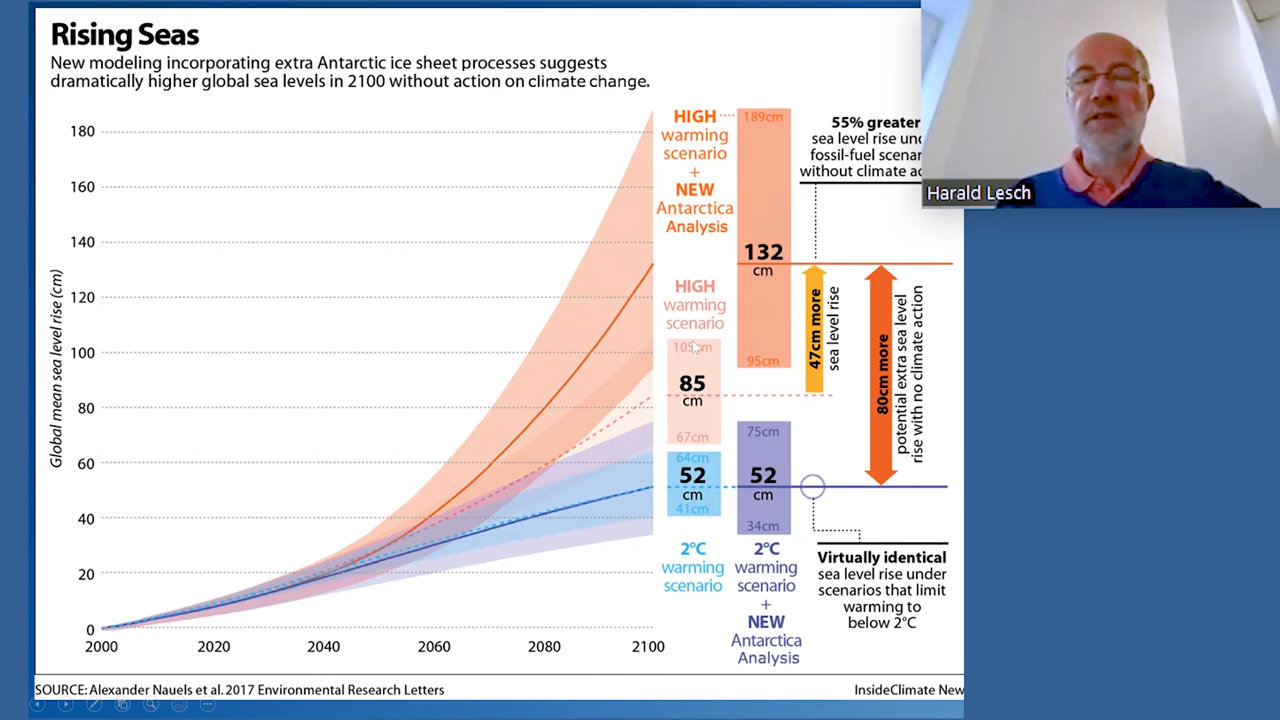 Rising Seas
New modeling incorporating extra Antarctic ice sheet processes suggests
dramatically higher global sea levels in 2100 without action on climate change.
Global mean sea level rise (cm)
180
160
140
120
100
80
60
40
20
0
2000
2020
2040
2060
2080
2100
HIGH
warming
scenario
+
NEW
Antarctica
Analysis
HIGH
warming
scenario
105cm
85
cm
67cm
64cm
52
cm
41cm
2°C
warming
scenario
189cm
132
cm
95cm
75cm
52
cm
34cm
2°C
warming
scenario
+
NEW
Antarctica
Analysis
55% greater
sea level rise
fossil-fuel
without climate
47cm more
sea level rise
80cm more
potential extra sea level
rise with no climate action
Virtually identical
sea level rise under
scenarios that limit
warming to
below 2°C
Harald Lesch
SOURCE: Alexander Nauels et al. 2017 Environmental Research Letters
InsideClimate New